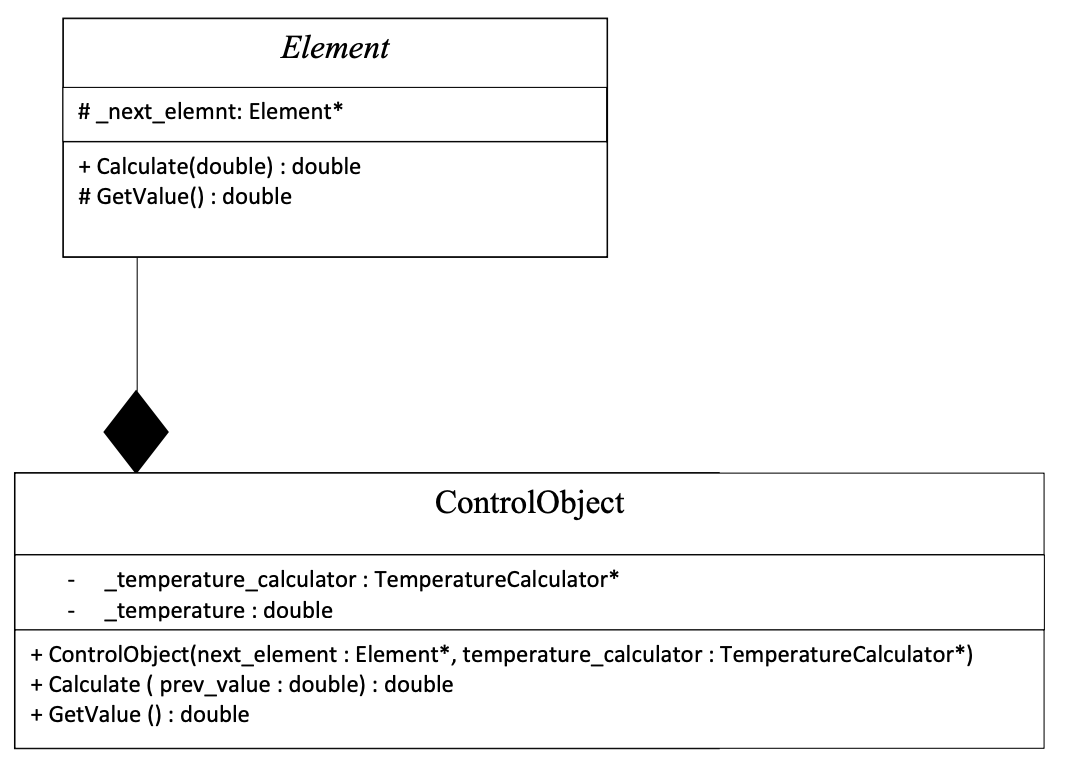 Element
# _next_elemnt: Element*
+ Calculate(double) : double
# GetValue() : double
ControlObject
- _temperature_calculator : TemperatureCalculator*
- _temperature : double
+ ControlObject(next_element : Element*, temperature_calculator : TemperatureCalculator*)
+ Calculate ( prev_value : double) : double
+ GetValue () : double